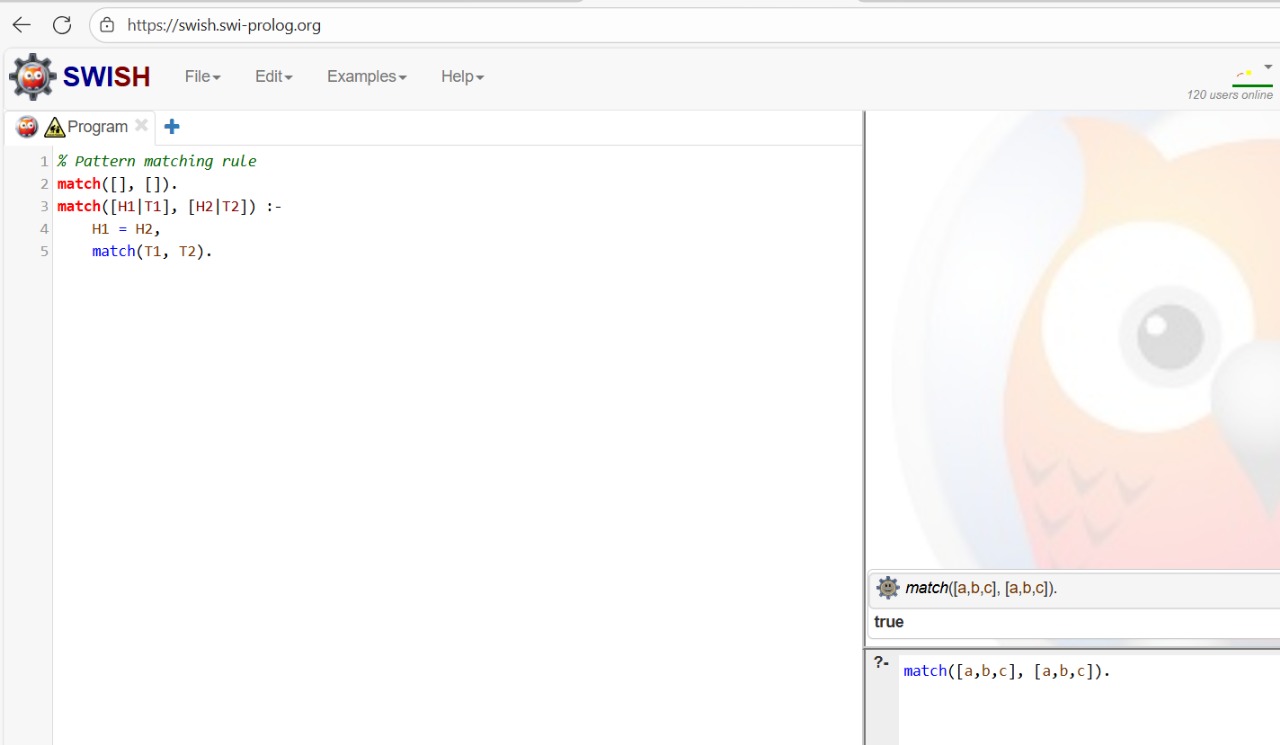 https://swish.swi-prolog.org
SWISH File Edit Examples Help
120 users online
Program
1 % Pattern matching rule
2 match([], []).
3 match([H1|T1], [H2|T2]) :-
4 H1 = H2,
5 match(T1, T2).
match([a,b,c], [a,b,c]).
true
?- match([a,b,c], [a,b,c]).